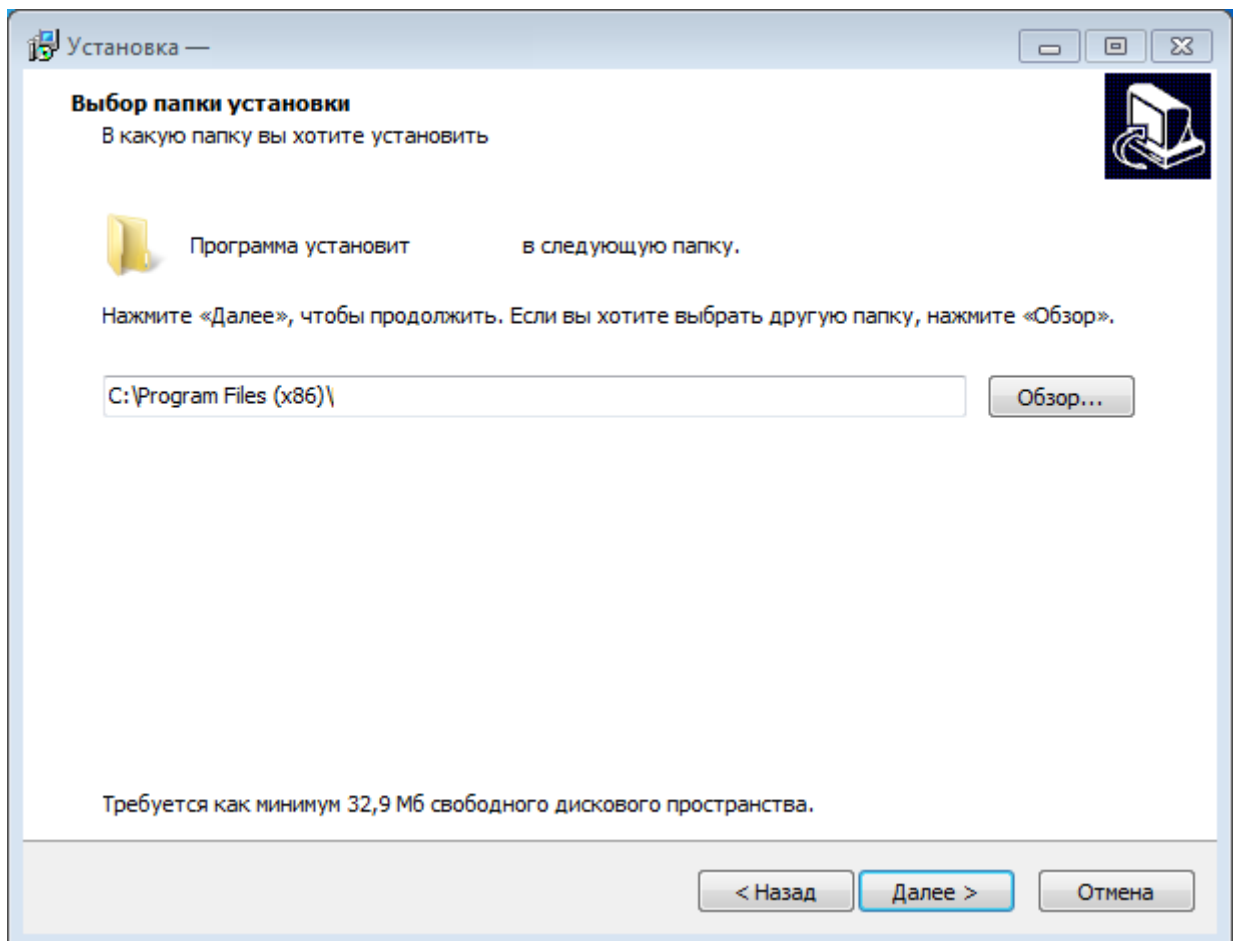 Установка —
Выбор папки установки
В какую папку вы хотите установить
Программа установит в следующую папку.
Нажмите «Далее», чтобы продолжить. Если вы хотите выбрать другую папку, нажмите «Обзор».
C:\Program Files (x86)\
Обзор...
Требуется как минимум 32,9 Мб свободного дискового пространства.
< Назад
Далее >
Отмена